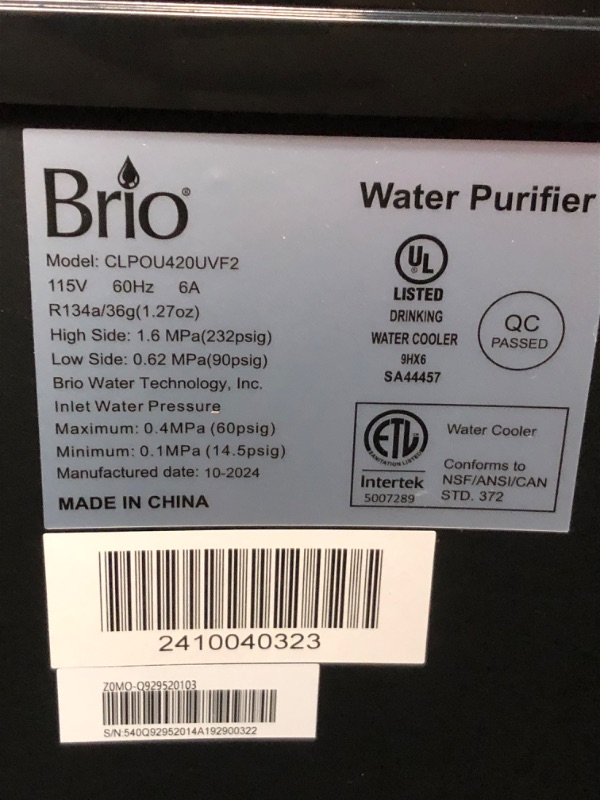 Brio®
Water Purifier
Model: CLPOU420UVF2
115V 60Hz 6A
R134a/36g(1.27oz)
High Side: 1.6 MPa(232psig)
Low Side: 0.62 MPa(90psig)
Brio Water Technology, Inc.
Inlet Water Pressure
Maximum: 0.4MPa (60psig)
Minimum: 0.1MPa (14.5psig)
Manufactured date: 10-2024
MADE IN CHINA
UL
LISTED
DRINKING
WATER COOLER
9HX6
SA44457
QC
PASSED
ETL
SANITATION LISTED
Intertek
5007289
Water Cooler
Conforms to
NSF/ANSI/CAN
STD. 372
2410040323
Z0MO-Q929520103
S/N:540Q92952014A192900322